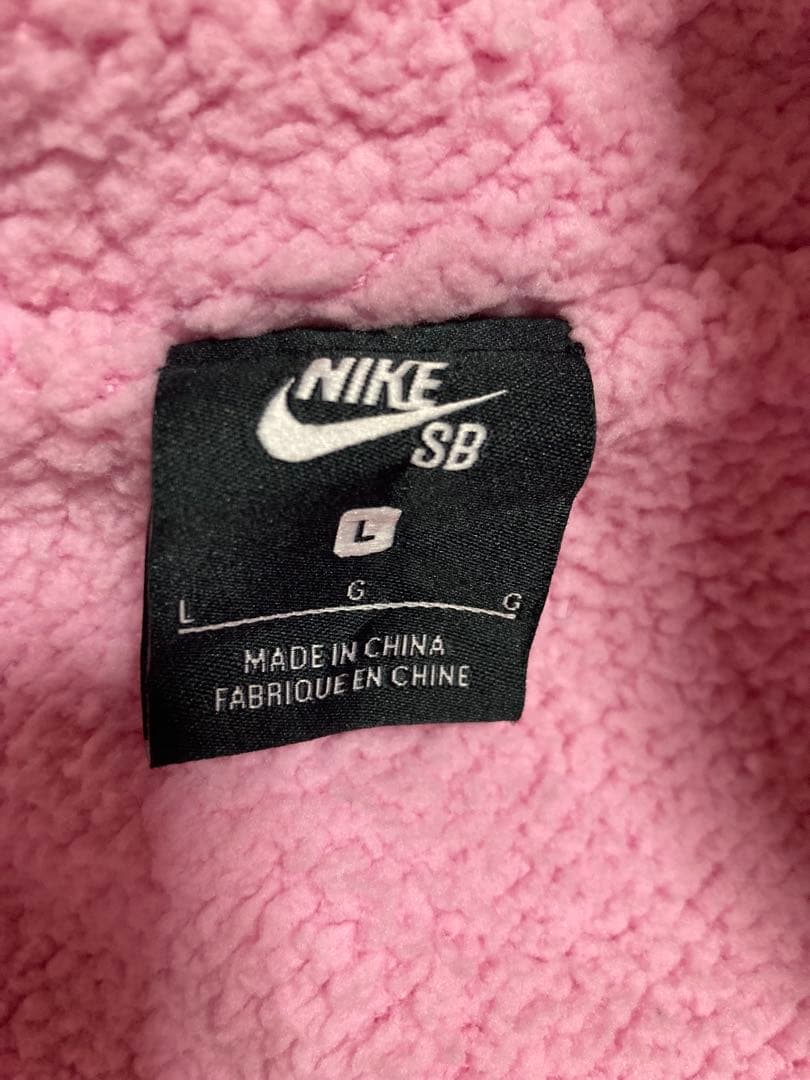 NIKE
SB
L
L G G
MADE IN CHINA
FABRIQUE EN CHINE